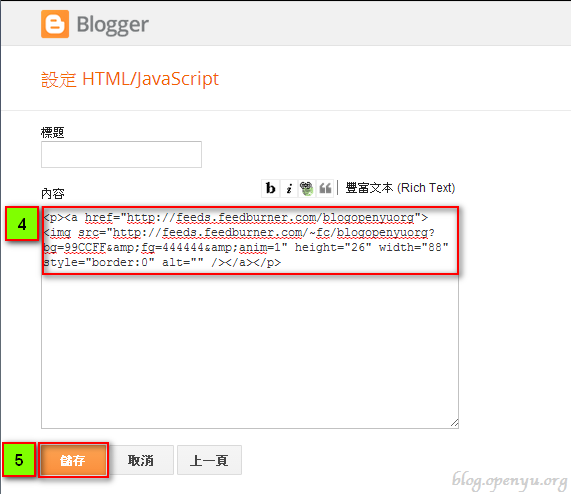 Blogger
設定 HTML/JavaScript
標題
b i 豐富文本 (Rich Text)
內容
4
<p><a href="http://feeds.feedburner.com/blogopenyuorg">
<img src="http://feeds.feedburner.com/~fc/blogopenyuorg?
bg=99CCFF&amp;fg=444444&amp;anim=1" height="26" width="88"
style="border:0" alt="" /></a></p>
5 儲存 取消 上一頁
blog.openyu.org